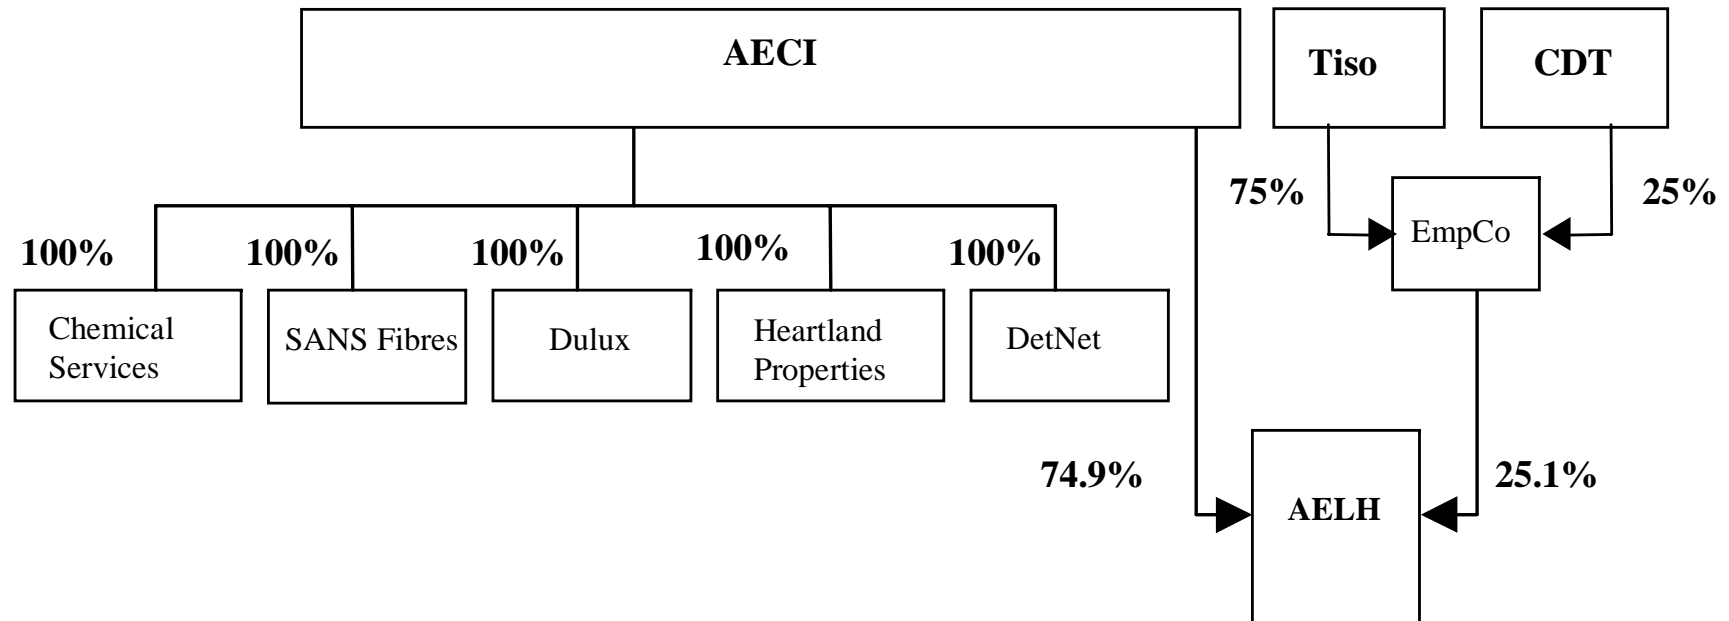 AECI
Tiso
CDT
75%
25%
EmpCo
100%
100%
100%
100%
100%
Chemical
Services
SANS Fibres
Dulux
Heartland
Properties
DetNet
74.9%
25.1%
AELH